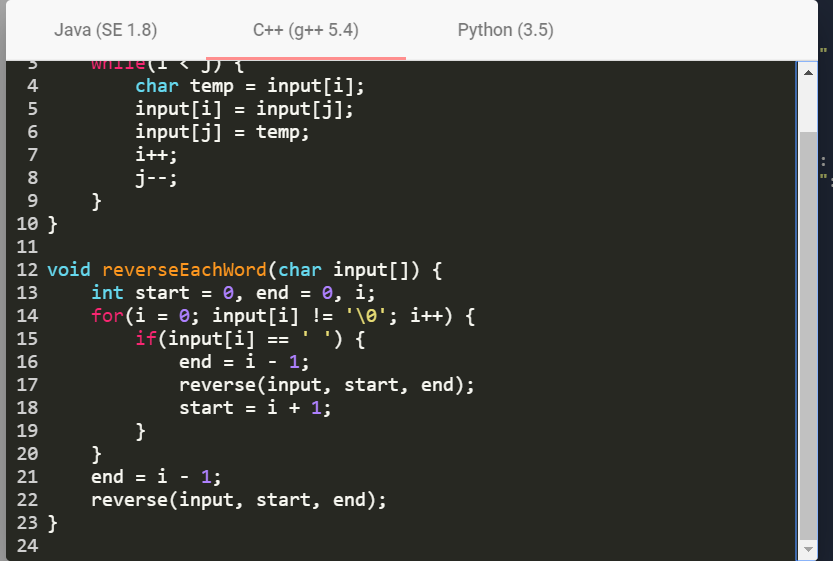 Java (SE 1.8) C++ (g++ 5.4) Python (3.5)
3     while(i < j) {
4         char temp = input[i];
5         input[i] = input[j];
6         input[j] = temp;
7         i++;
8         j--;
9     }
10 }
11
12 void reverseEachWord(char input[]) {
13     int start = 0, end = 0, i;
14     for(i = 0; input[i] != '\0'; i++) {
15         if(input[i] == ' ') {
16             end = i - 1;
17             reverse(input, start, end);
18             start = i + 1;
19         }
20     }
21     end = i - 1;
22     reverse(input, start, end);
23 }
24
"
:
";